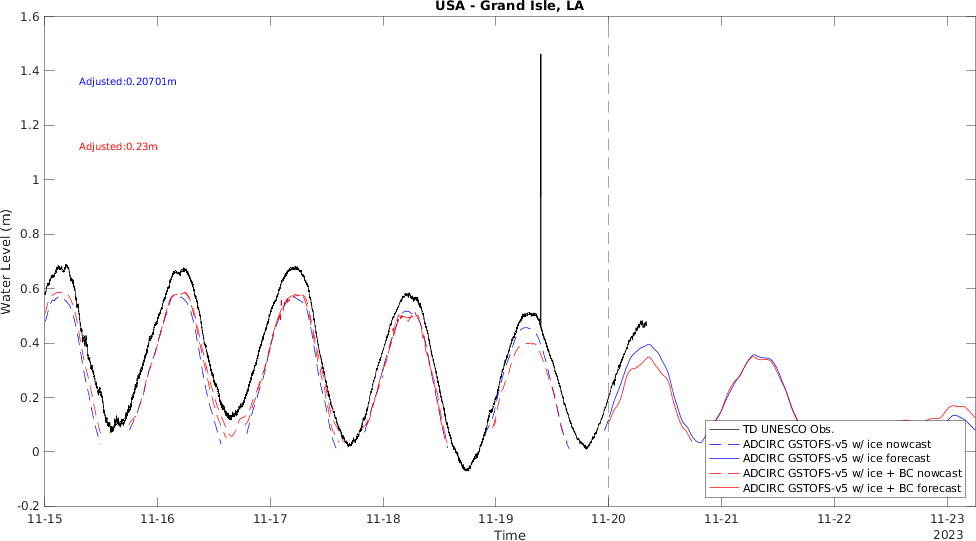 USA - Grand Isle, LA
1.6
1.4
1.2
1
0.8
0.6
0.4
0.2
0
-0.2
Water Level (m)
Adjusted:0.20701m
Adjusted:0.23m
TD UNESCO Obs.
ADCIRC GSTOFS-v5 w/ ice nowcast
ADCIRC GSTOFS-v5 w/ ice forecast
ADCIRC GSTOFS-v5 w/ ice + BC nowcast
ADCIRC GSTOFS-v5 w/ ice + BC forecast
11-15 11-16 11-17 11-18 11-19 11-20 11-21 11-22 11-23
Time
2023